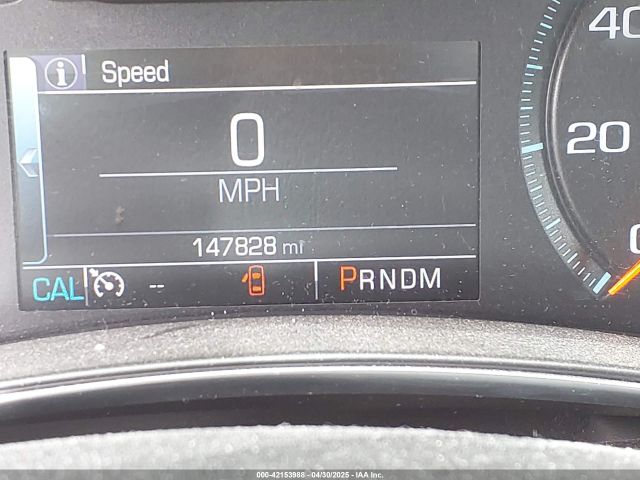 Speed
0
MPH
147828 mi
CAL -- PRNDM
40
20
0
000-42153988 - 04/30/2025 - IAA Inc.